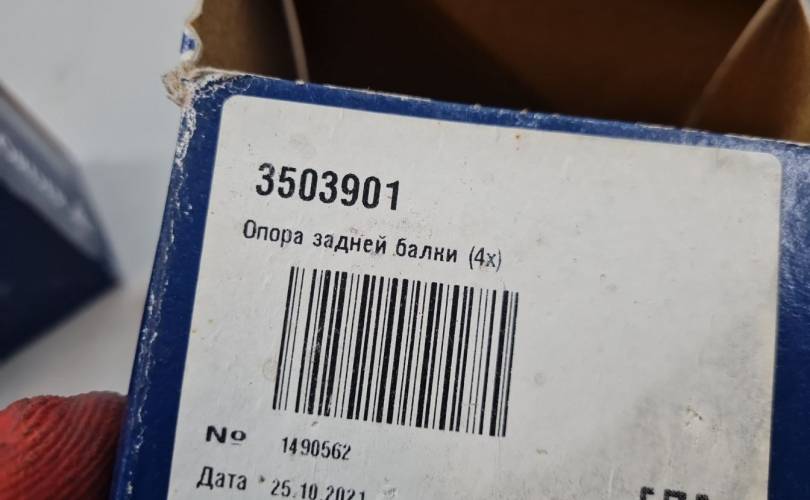 3503901
Опора задней балки (4x)
№ 1490562
Дата 25.10.2021